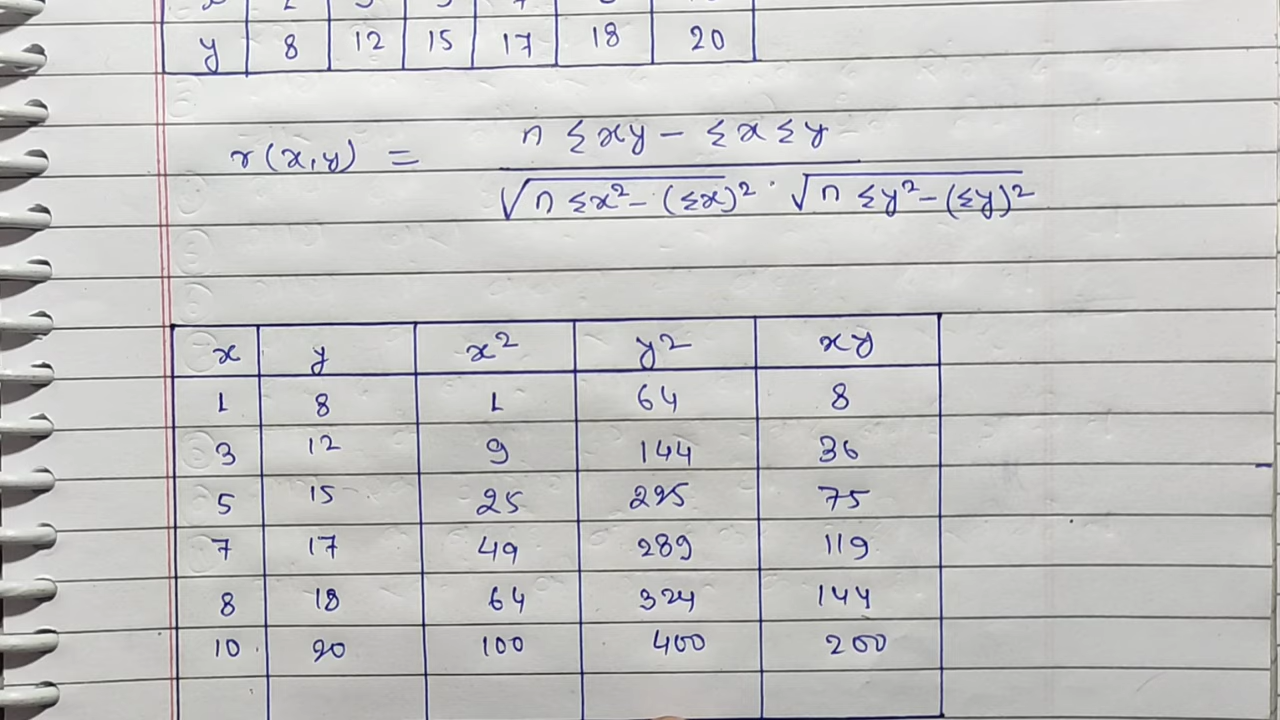 y 8 12 15 17 18 20
r(x,y) = n Σxy - Σx Σy
√n Σx² - (Σx)² · √n Σy² - (Σy)²
x y x² y² xy
1 8 1 64 8
3 12 9 144 36
5 15 25 225 75
7 17 49 289 119
8 18 64 324 144
10 20 100 400 200